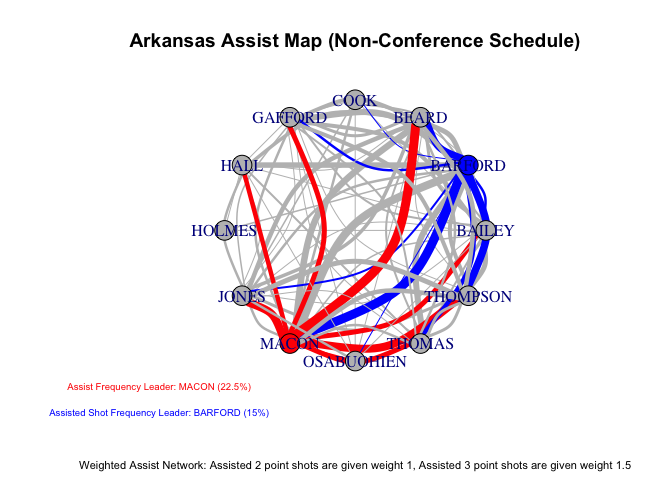 Arkansas Assist Map (Non-Conference Schedule)
COOK
GAFFORD
BEARD
HALL
BARFORD
HOLMES
BAILEY
JONES
THOMPSON
MACON
THOMAS
OSABUOHIEN
Assist Frequency Leader: MACON (22.5%)
Assisted Shot Frequency Leader: BARFORD (15%)
Weighted Assist Network: Assisted 2 point shots are given weight 1, Assisted 3 point shots are given weight 1.5